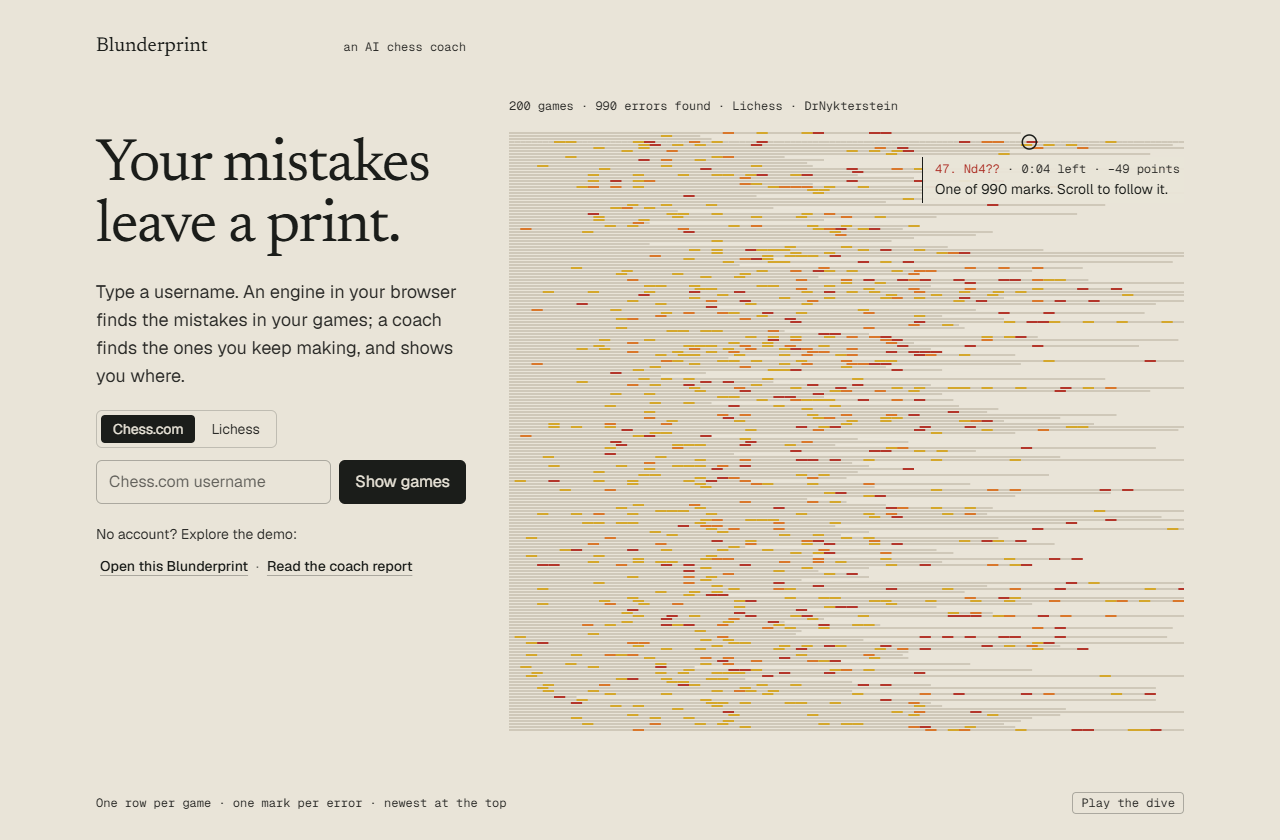 Blunderprint
an AI chess coach
200 games · 990 errors found · Lichess · DrNykterstein
Your mistakes
leave a print.
47. Nd4?? · 0:04 left · −49 points
One of 990 marks. Scroll to follow it.
Type a username. An engine in your browser
finds the mistakes in your games; a coach
finds the ones you keep making, and shows
you where.
Chess.com
Lichess
Chess.com username
Show games
No account? Explore the demo:
Open this Blunderprint · Read the coach report
One row per game · one mark per error · newest at the top
Play the dive